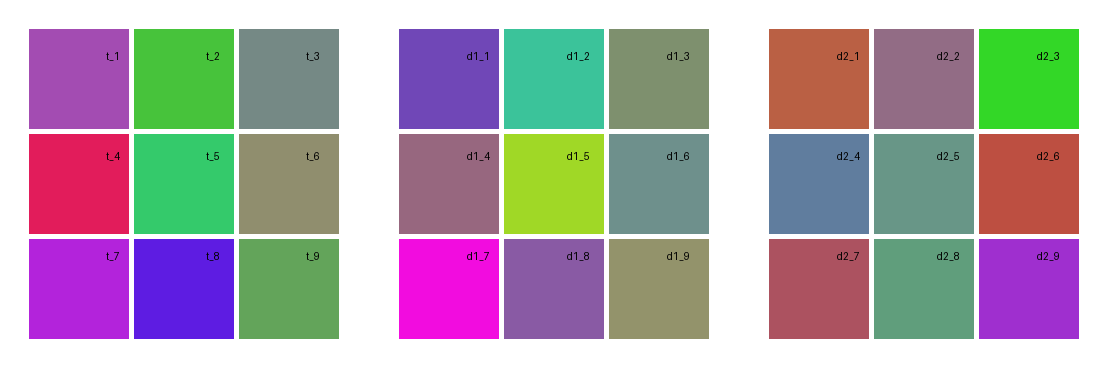 t_1 t_2 t_3 d1_1 d1_2 d1_3 d2_1 d2_2 d2_3
t_4 t_5 t_6 d1_4 d1_5 d1_6 d2_4 d2_5 d2_6
t_7 t_8 t_9 d1_7 d1_8 d1_9 d2_7 d2_8 d2_9